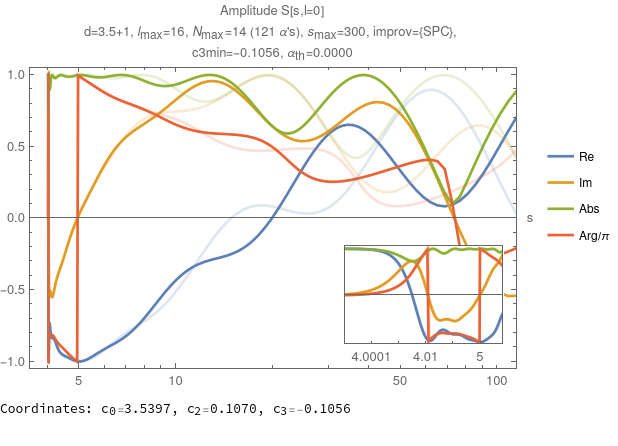 Amplitude S[s,l=0]
d=3.5+1, lmax=16, Nmax=14 (121 α's), smax=300, improv={SPC},
c3min=-0.1056, αth=0.0000
1.0
0.5
0.0
-0.5
-1.0
5
10
50
100
s
4.0001
4.01
5
Re
Im
Abs
Arg/π
Coordinates: c0=3.5397, c2=0.1070, c3=-0.1056